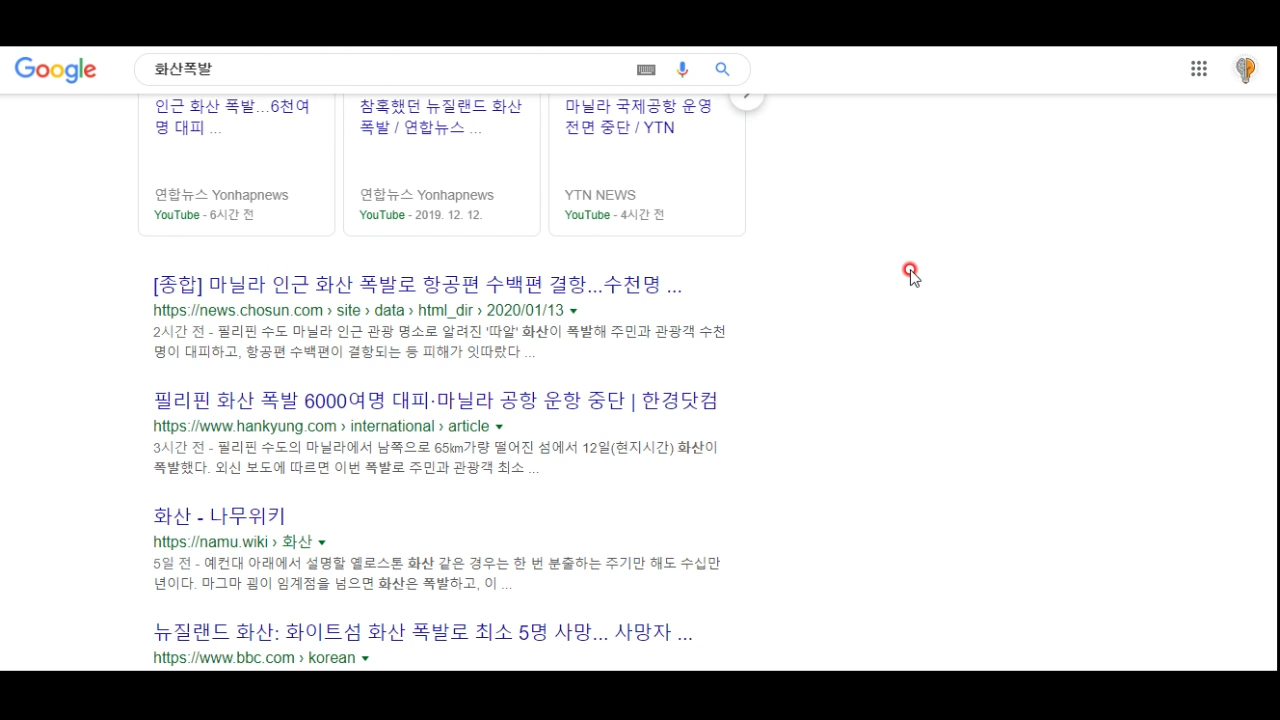 Google
화산폭발
인근 화산 폭발...6천여
명 대피 ...
연합뉴스 Yonhapnews
YouTube - 6시간 전
참혹했던 뉴질랜드 화산
폭발 / 연합뉴스 ...
연합뉴스 Yonhapnews
YouTube - 2019. 12. 12.
마닐라 국제공항 운영
전면 중단 / YTN
YTN NEWS
YouTube - 4시간 전
[종합] 마닐라 인근 화산 폭발로 항공편 수백편 결항...수천명 ...
https://news.chosun.com › site › data › html_dir › 2020/01/13
2시간 전 - 필리핀 수도 마닐라 인근 관광 명소로 알려진 '따알' 화산이 폭발해 주민과 관광객 수천
명이 대피하고, 항공편 수백편이 결항되는 등 피해가 잇따랐다 ...
필리핀 화산 폭발 6000여명 대피·마닐라 공항 운항 중단 | 한경닷컴
https://www.hankyung.com › international › article
3시간 전 - 필리핀 수도의 마닐라에서 남쪽으로 65㎞가량 떨어진 섬에서 12일(현지시간) 화산이
폭발했다. 외신 보도에 따르면 이번 폭발로 주민과 관광객 최소 ...
화산 - 나무위키
https://namu.wiki › 화산
5일 전 - 예컨대 아래에서 설명할 옐로스톤 화산 같은 경우는 한 번 분출하는 주기만 해도 수십만
년이다. 마그마 굄이 임계점을 넘으면 화산은 폭발하고, 이 ...
뉴질랜드 화산: 화이트섬 화산 폭발로 최소 5명 사망... 사망자 ...
https://www.bbc.com › korean